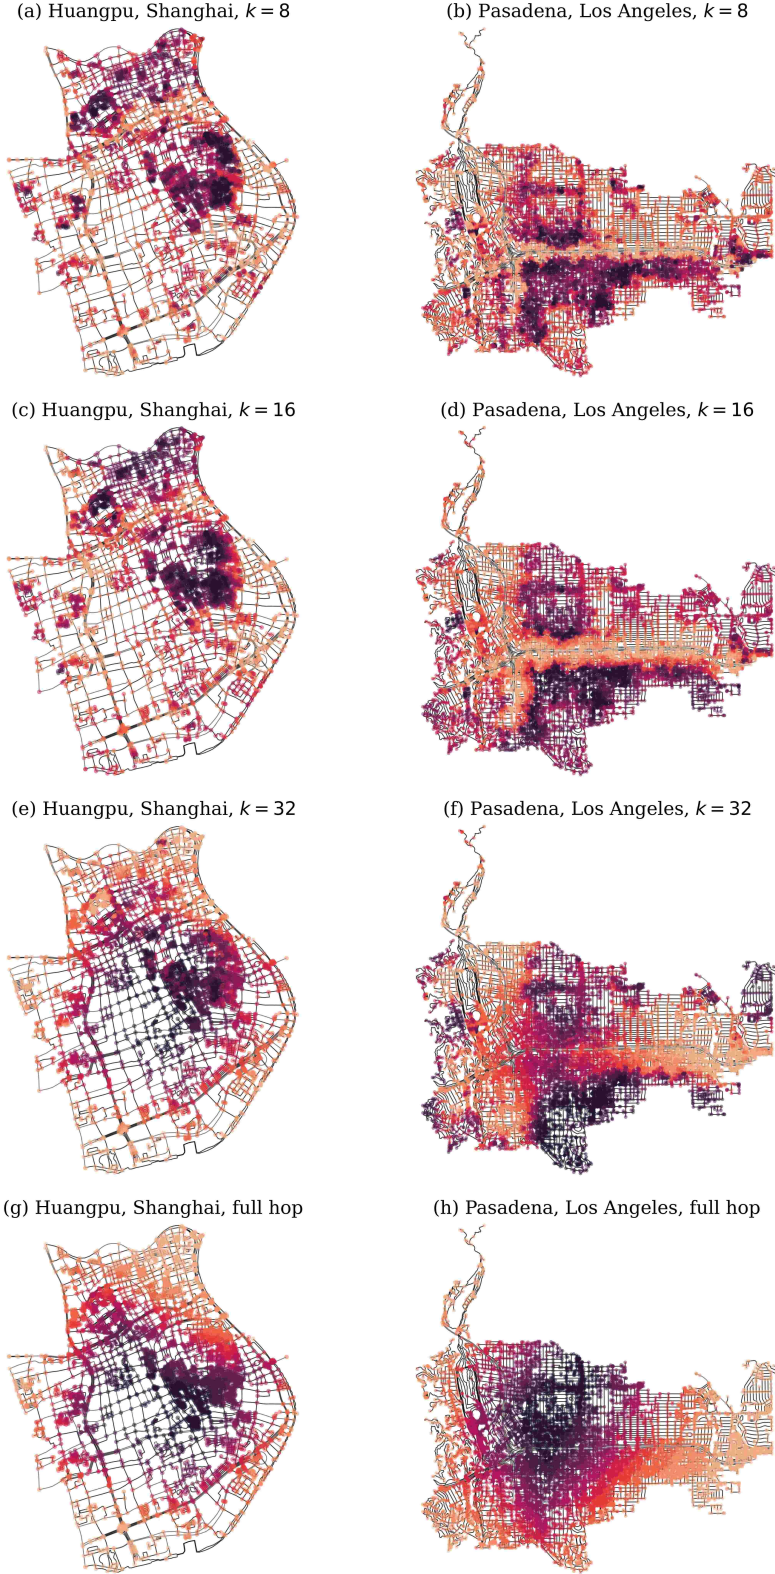 (a) Huangpu, Shanghai, k = 8
(b) Pasadena, Los Angeles, k = 8
(c) Huangpu, Shanghai, k = 16
(d) Pasadena, Los Angeles, k = 16
(e) Huangpu, Shanghai, k = 32
(f) Pasadena, Los Angeles, k = 32
(g) Huangpu, Shanghai, full hop
(h) Pasadena, Los Angeles, full hop